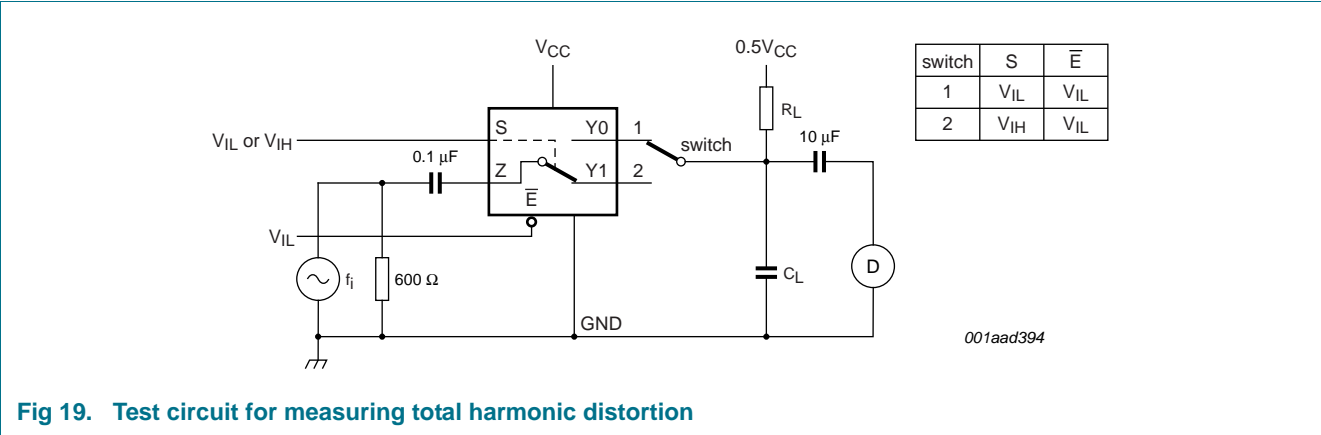 VCC
0.5VCC
switch S E̅
1 VIL VIL
2 VIH VIL
RL
S Y0 1
VIL or VIH
switch
10 μF
0.1 μF
Z Y1 2
E̅
VIL
fi
600 Ω
CL
D
GND
001aad394
Fig 19. Test circuit for measuring total harmonic distortion